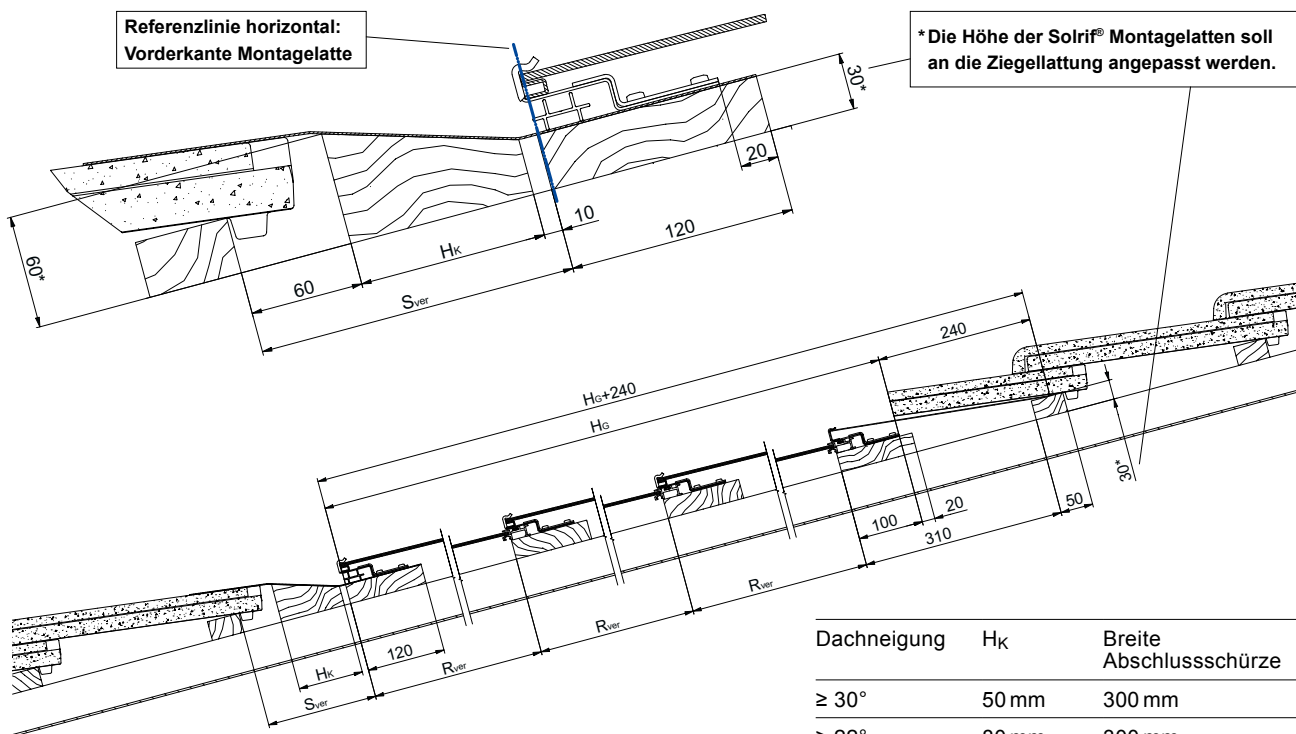 Referenzlinie horizontal:
Vorderkante Montagelatte
*Die Höhe der Solrif® Montagelatten soll
an die Ziegellattung angepasst werden.
30*
20
10
120
HK
60
60*
Sver
240
HG+240
HG
30*
50
20
100
310
Rver
Rver
Rver
120
HK
Sver
Dachneigung HK Breite
Abschlussschürze
≥ 30° 50 mm 300 mm